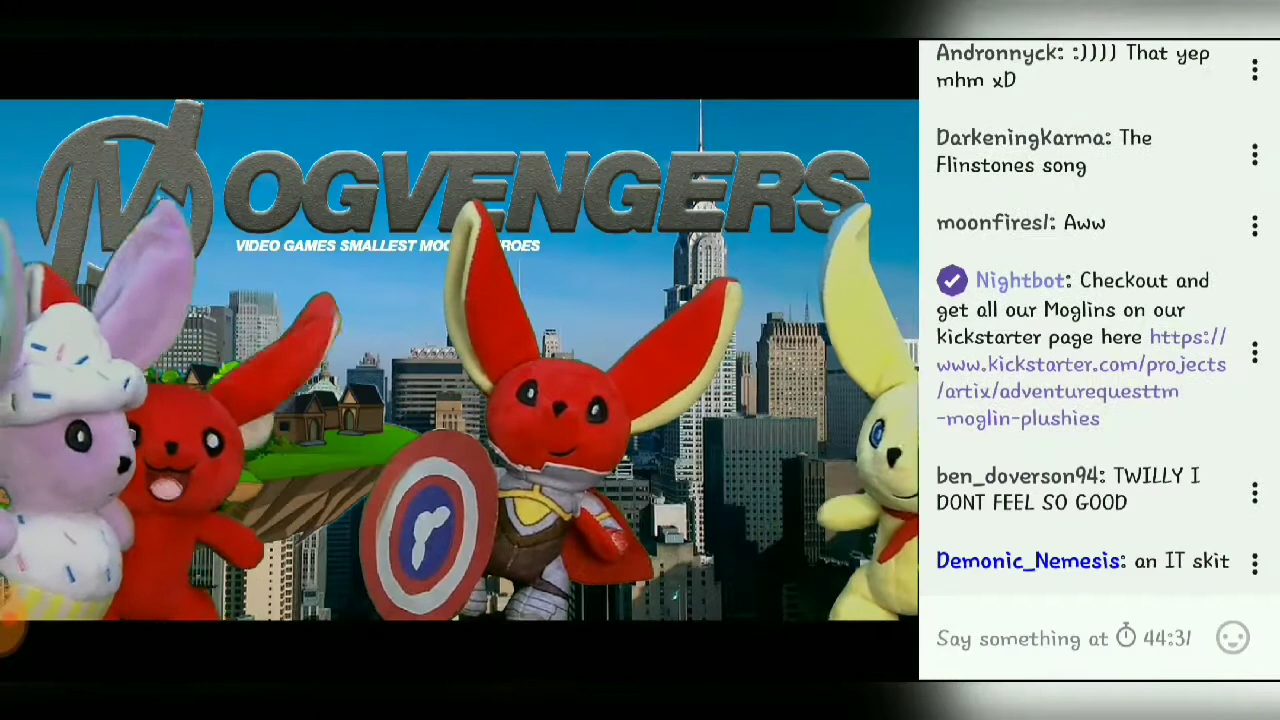 MOGVENGERS
VIDEO GAMES SMALLEST
Andronnyck: :)))) That yep
mhm xD
DarkeningKarma: The
Flinstones song
moonfiresl: Aww
Nightbot: Checkout and
get all our Moglins on our
kickstarter page here https://
www.kickstarter.com/projects
/artix/adventurequesttm
-moglin-plushies
ben_doverson94: TWILLY I
DONT FEEL SO GOOD
Demonic_Nemesis: an IT skit
Say something at 44:31